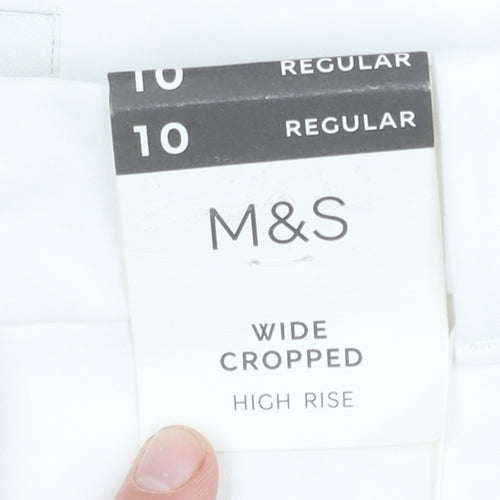 10 REGULAR
10 REGULAR
M&S
WIDE
CROPPED
HIGH RISE